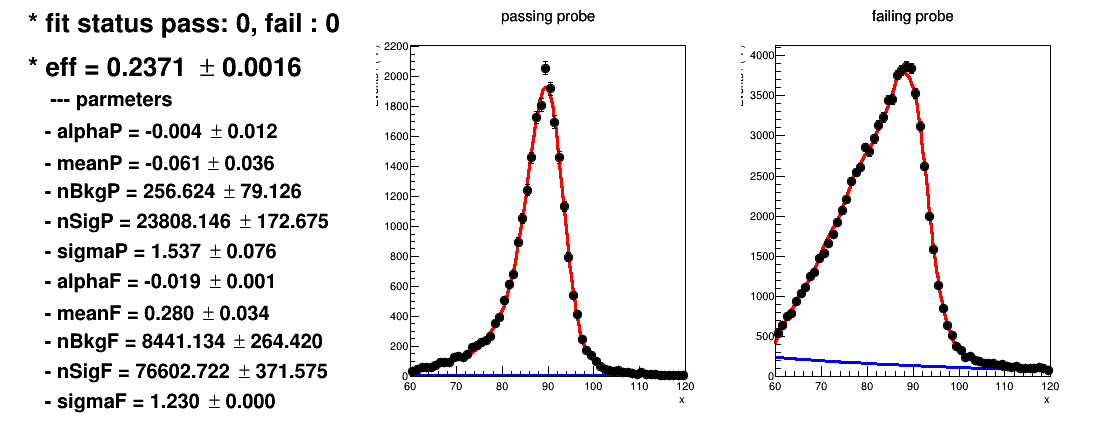 * fit status pass: 0, fail : 0
* eff = 0.2371 ± 0.0016
--- parmeters
- alphaP = -0.004 ± 0.012
- meanP = -0.061 ± 0.036
- nBkgP = 256.624 ± 79.126
- nSigP = 23808.146 ± 172.675
- sigmaP = 1.537 ± 0.076
- alphaF = -0.019 ± 0.001
- meanF = 0.280 ± 0.034
- nBkgF = 8441.134 ± 264.420
- nSigF = 76602.722 ± 371.575
- sigmaF = 1.230 ± 0.000
passing probe
2200
2000
1800
1600
1400
1200
1000
800
600
400
200
0
60 70 80 90 100 110 120
x
failing probe
4000
3500
3000
2500
2000
1500
1000
500
0
60 70 80 90 100 110 120
x